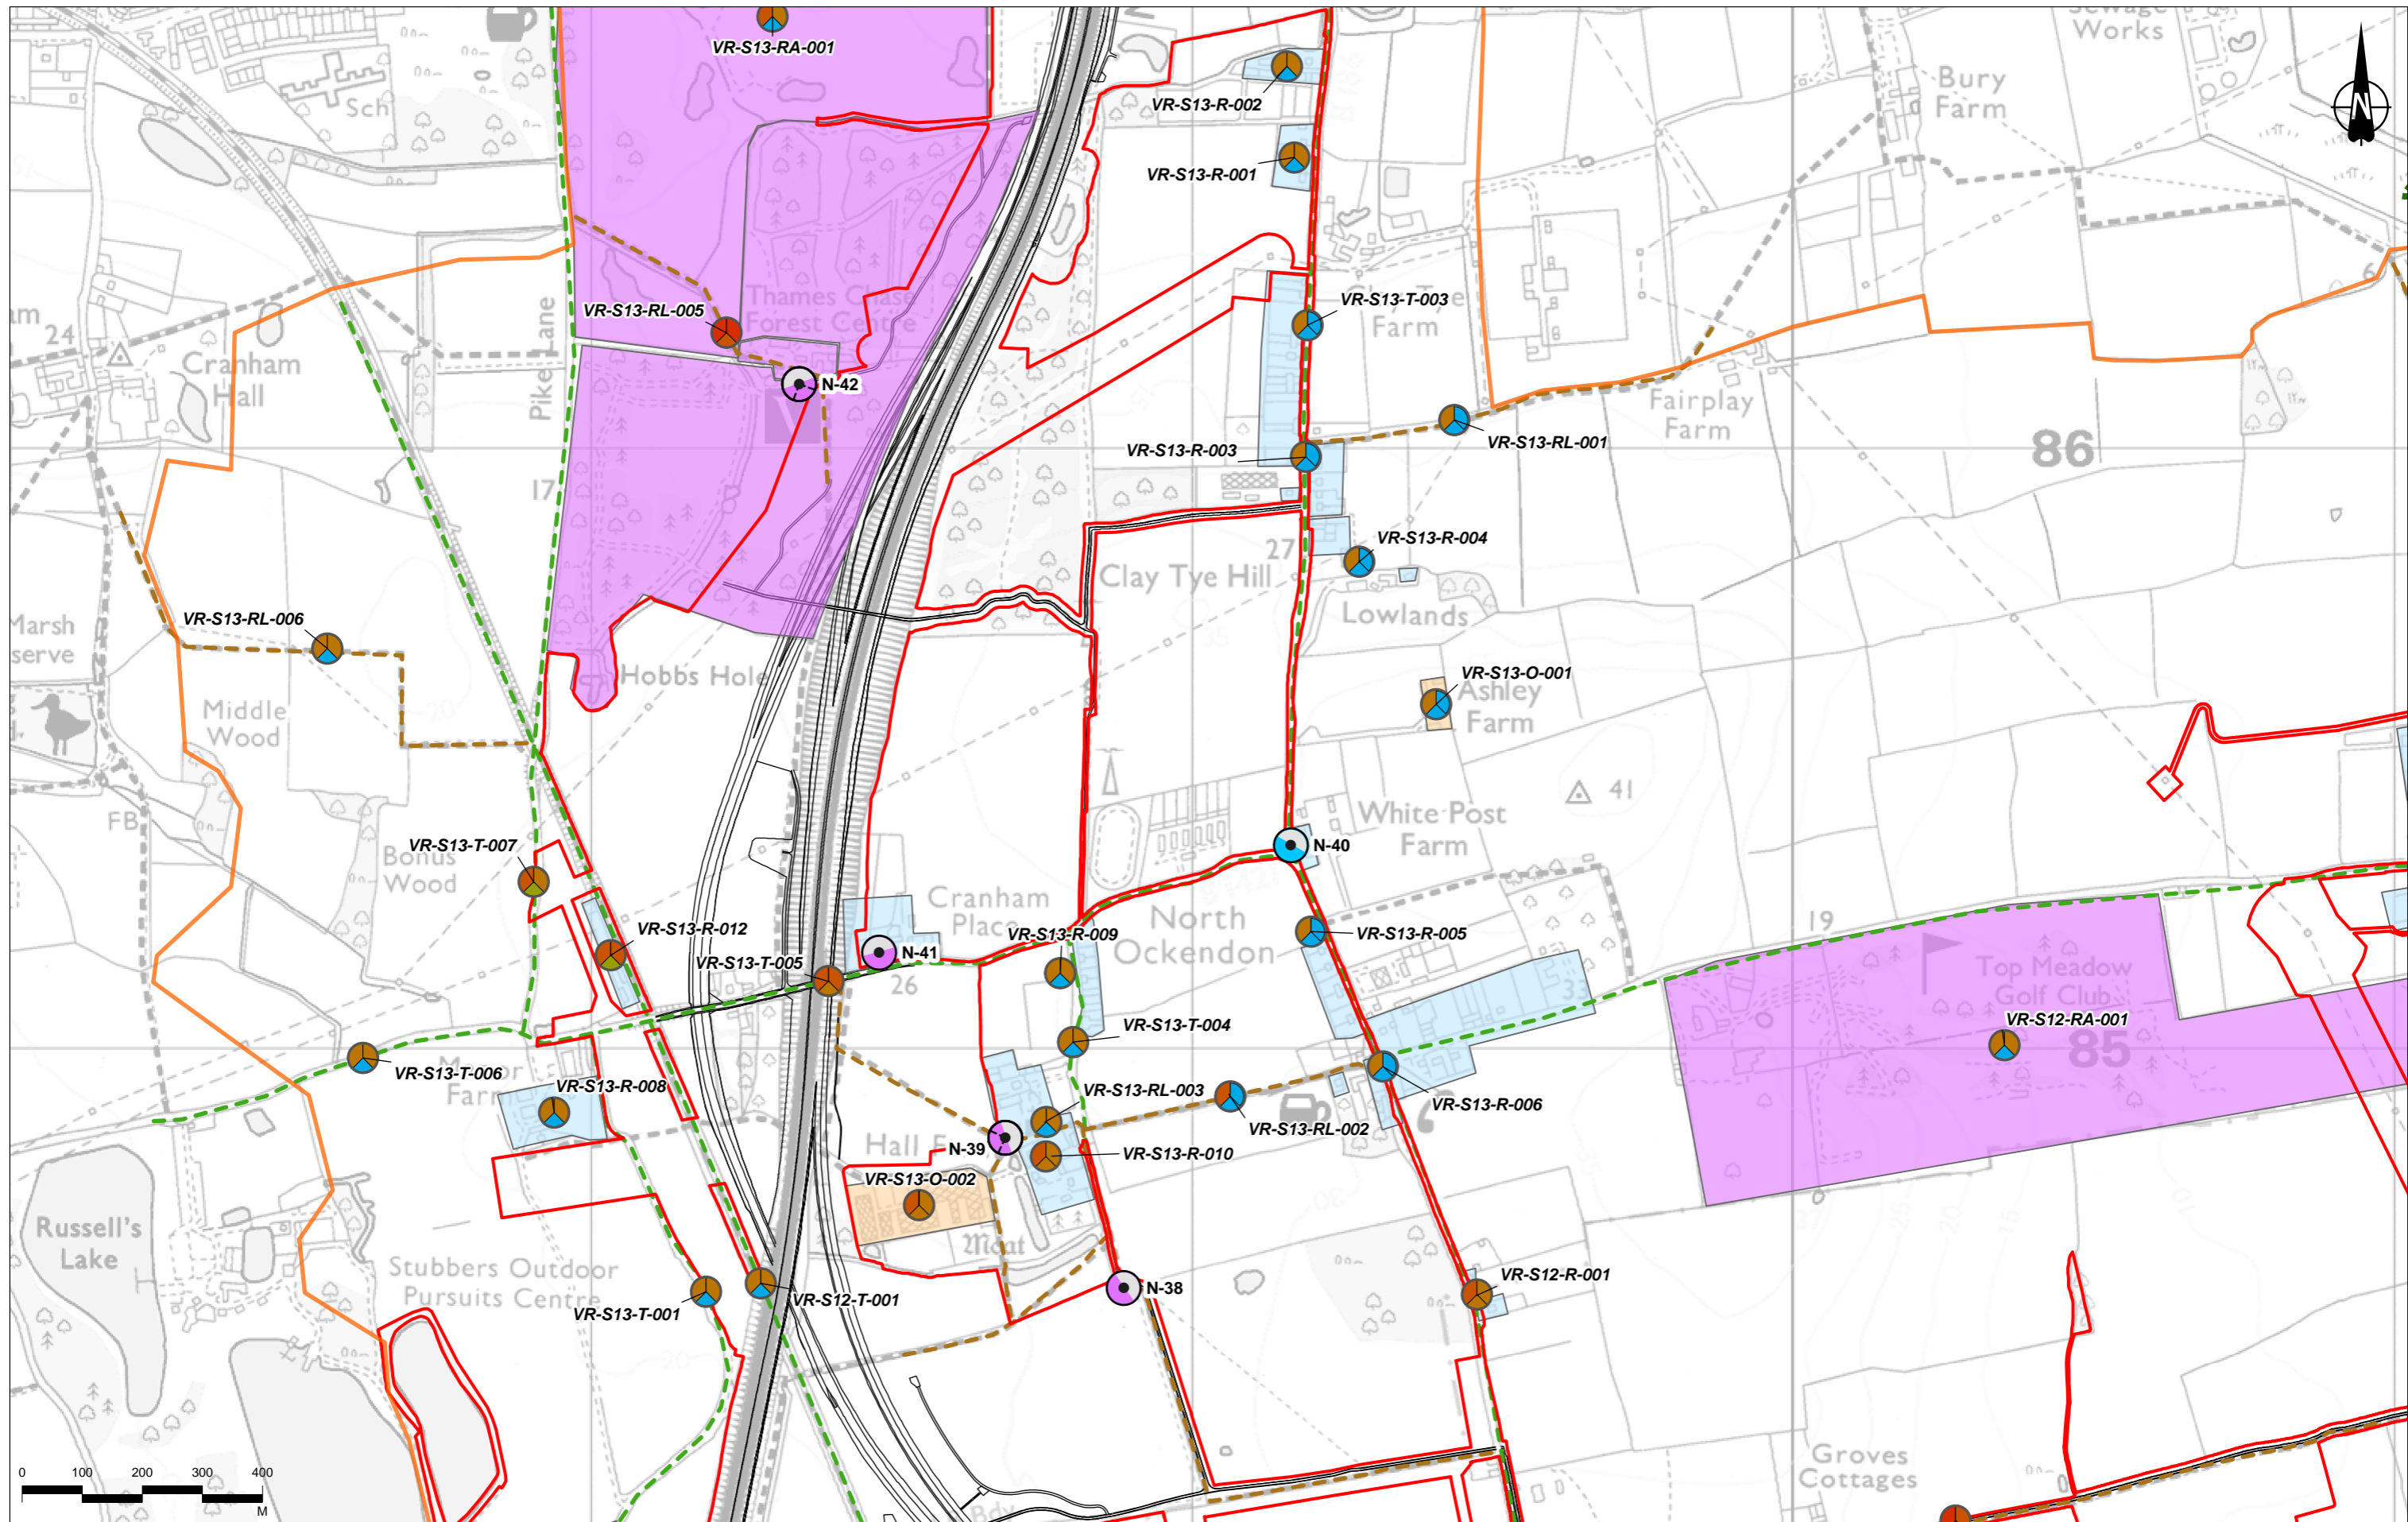 Sewage
Works
VR-S13-RA-001
VR-S13-R-002
Bury
Farm
N
Sch
VR-S13-R-001
VR-S13-T-003
VR-S13-RL-005
Thames Chase
Forest Centre
Farm
24
Cranham
Hall
Pike Lane
N-42
Fairplay
Farm
VR-S13-RL-001
VR-S13-R-003
86
17
VR-S13-R-004
27
Clay Tye Hill
Lowlands
VR-S13-RL-006
Marsh
serve
Hobbs Hole
VR-S13-O-001
Ashley
Farm
Middle
Wood
FB
41
White Post
Farm
N-40
VR-S13-T-007
Bonus
Wood
Cranham
Place
North
Ockendon
VR-S13-R-012
VR-S13-R-009
VR-S13-R-005
19
VR-S13-T-005
N-41
26
33
Top Meadow
Golf Club
VR-S12-RA-001
85
VR-S13-T-004
VR-S13-T-006
Manor
Farm
VR-S13-R-008
VR-S13-RL-003
VR-S13-R-006
VR-S13-RL-002
Hall
N-39
VR-S13-R-010
VR-S13-O-002
Moat
Russell's
Lake
Stubbers Outdoor
Pursuits Centre
VR-S13-T-001
VR-S12-T-001
N-38
VR-S12-R-001
Groves
Cottages
0 100 200 300 400
M
Bdy